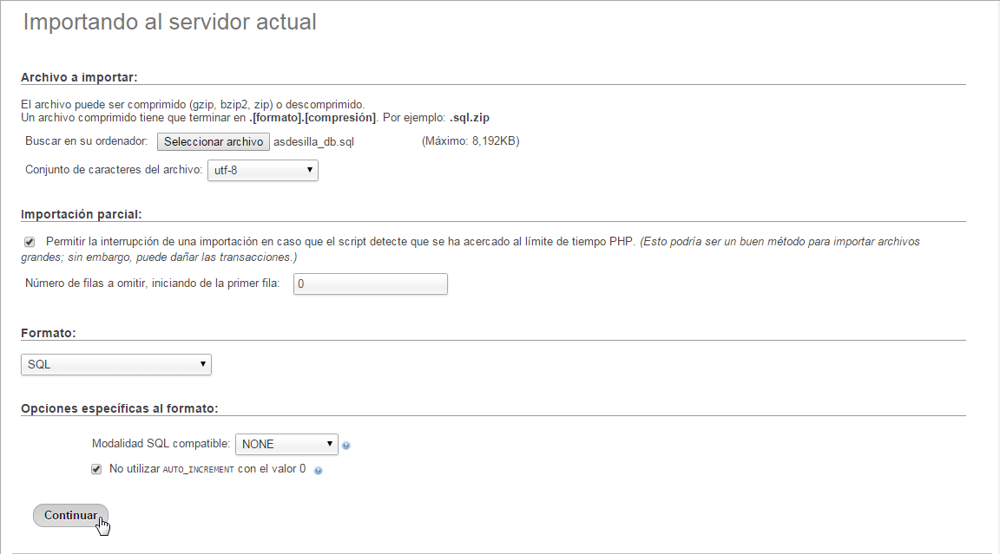 Importando al servidor actual
Archivo a importar:
El archivo puede ser comprimido (gzip, bzip2, zip) o descomprimido.
Un archivo comprimido tiene que terminar en .[formato].[compresión]. Por ejemplo: .sql.zip
Buscar en su ordenador: Seleccionar archivo asdesilla_db.sql (Máximo: 8,192KB)
Conjunto de caracteres del archivo: utf-8
Importación parcial:
Permitir la interrupción de una importación en caso que el script detecte que se ha acercado al límite de tiempo PHP. (Esto podría ser un buen método para importar archivos
grandes; sin embargo, puede dañar las transacciones.)
Número de filas a omitir, iniciando de la primer fila: 0
Formato:
SQL
Opciones específicas al formato:
Modalidad SQL compatible: NONE
No utilizar AUTO_INCREMENT con el valor 0
Continuar